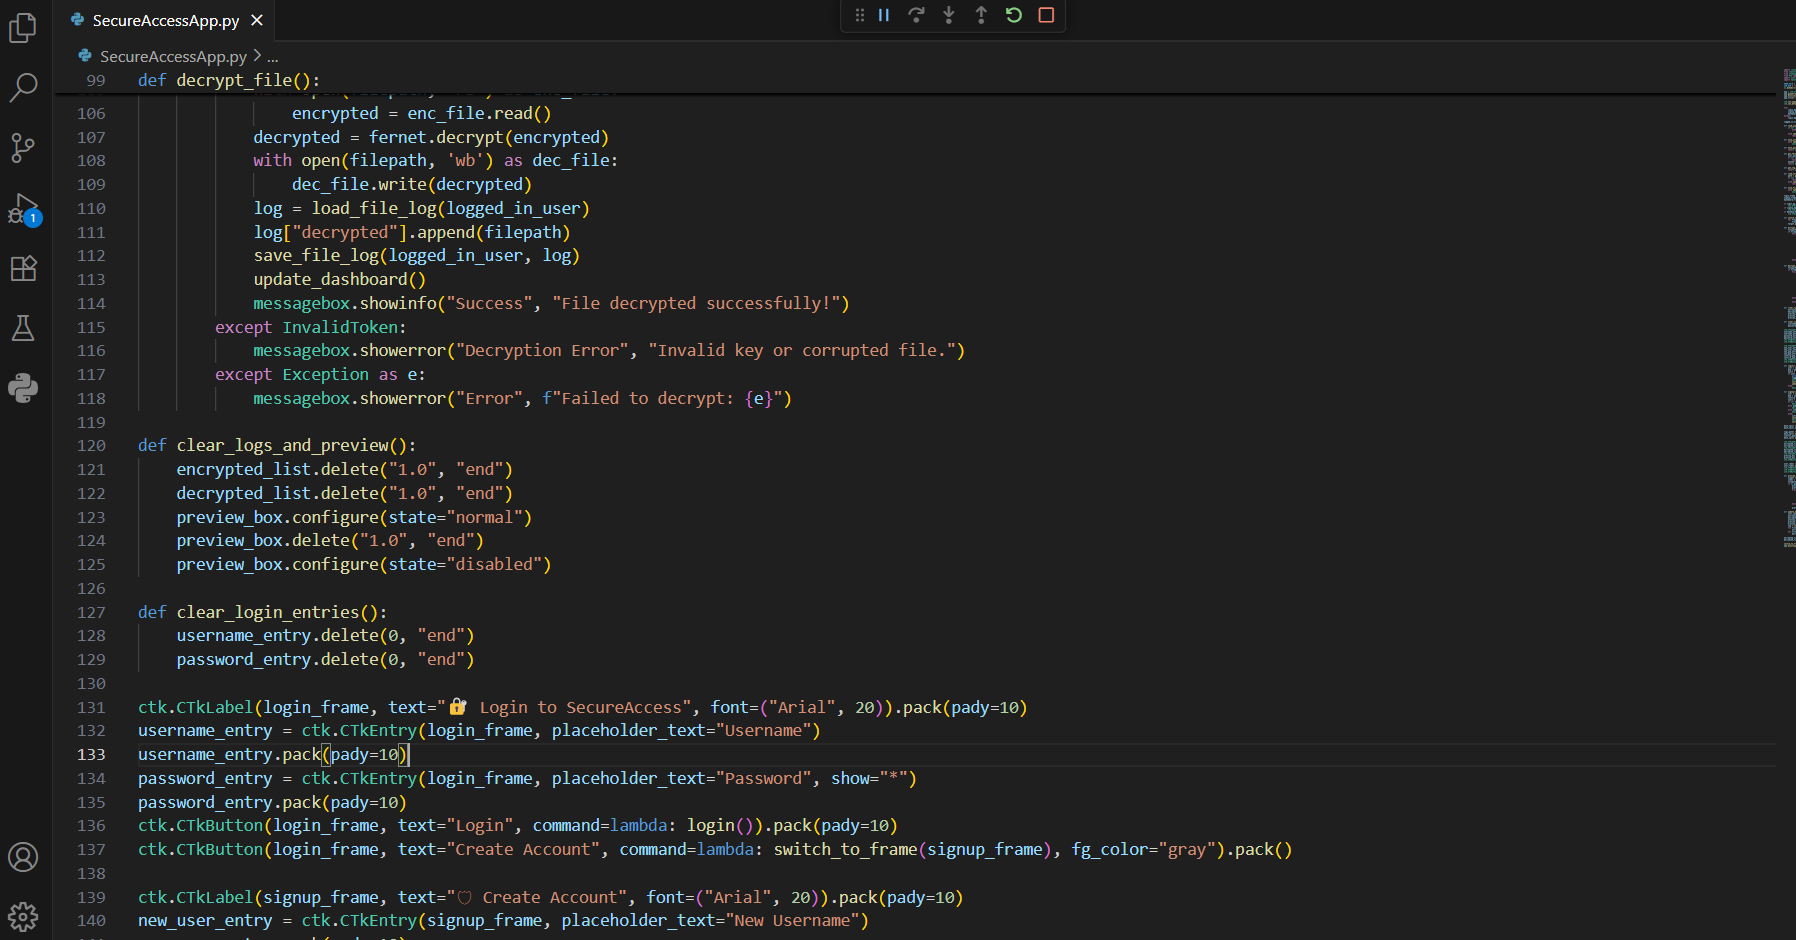 SecureAccessApp.py
SecureAccessApp.py > ...
99 def decrypt_file():
106 encrypted = enc_file.read()
107 decrypted = fernet.decrypt(encrypted)
108 with open(filepath, 'wb') as dec_file:
109 dec_file.write(decrypted)
110 log = load_file_log(logged_in_user)
111 log["decrypted"].append(filepath)
112 save_file_log(logged_in_user, log)
113 update_dashboard()
114 messagebox.showinfo("Success", "File decrypted successfully!")
115 except InvalidToken:
116 messagebox.showerror("Decryption Error", "Invalid key or corrupted file.")
117 except Exception as e:
118 messagebox.showerror("Error", f"Failed to decrypt: {e}")
119
120 def clear_logs_and_preview():
121 encrypted_list.delete("1.0", "end")
122 decrypted_list.delete("1.0", "end")
123 preview_box.configure(state="normal")
124 preview_box.delete("1.0", "end")
125 preview_box.configure(state="disabled")
126
127 def clear_login_entries():
128 username_entry.delete(0, "end")
129 password_entry.delete(0, "end")
130
131 ctk.CTkLabel(login_frame, text="🔐 Login to SecureAccess", font=("Arial", 20)).pack(pady=10)
132 username_entry = ctk.CTkEntry(login_frame, placeholder_text="Username")
133 username_entry.pack(pady=10)
134 password_entry = ctk.CTkEntry(login_frame, placeholder_text="Password", show="*")
135 password_entry.pack(pady=10)
136 ctk.CTkButton(login_frame, text="Login", command=lambda: login()).pack(pady=10)
137 ctk.CTkButton(login_frame, text="Create Account", command=lambda: switch_to_frame(signup_frame), fg_color="gray").pack()
138
139 ctk.CTkLabel(signup_frame, text="🛡 Create Account", font=("Arial", 20)).pack(pady=10)
140 new_user_entry = ctk.CTkEntry(signup_frame, placeholder_text="New Username")
1